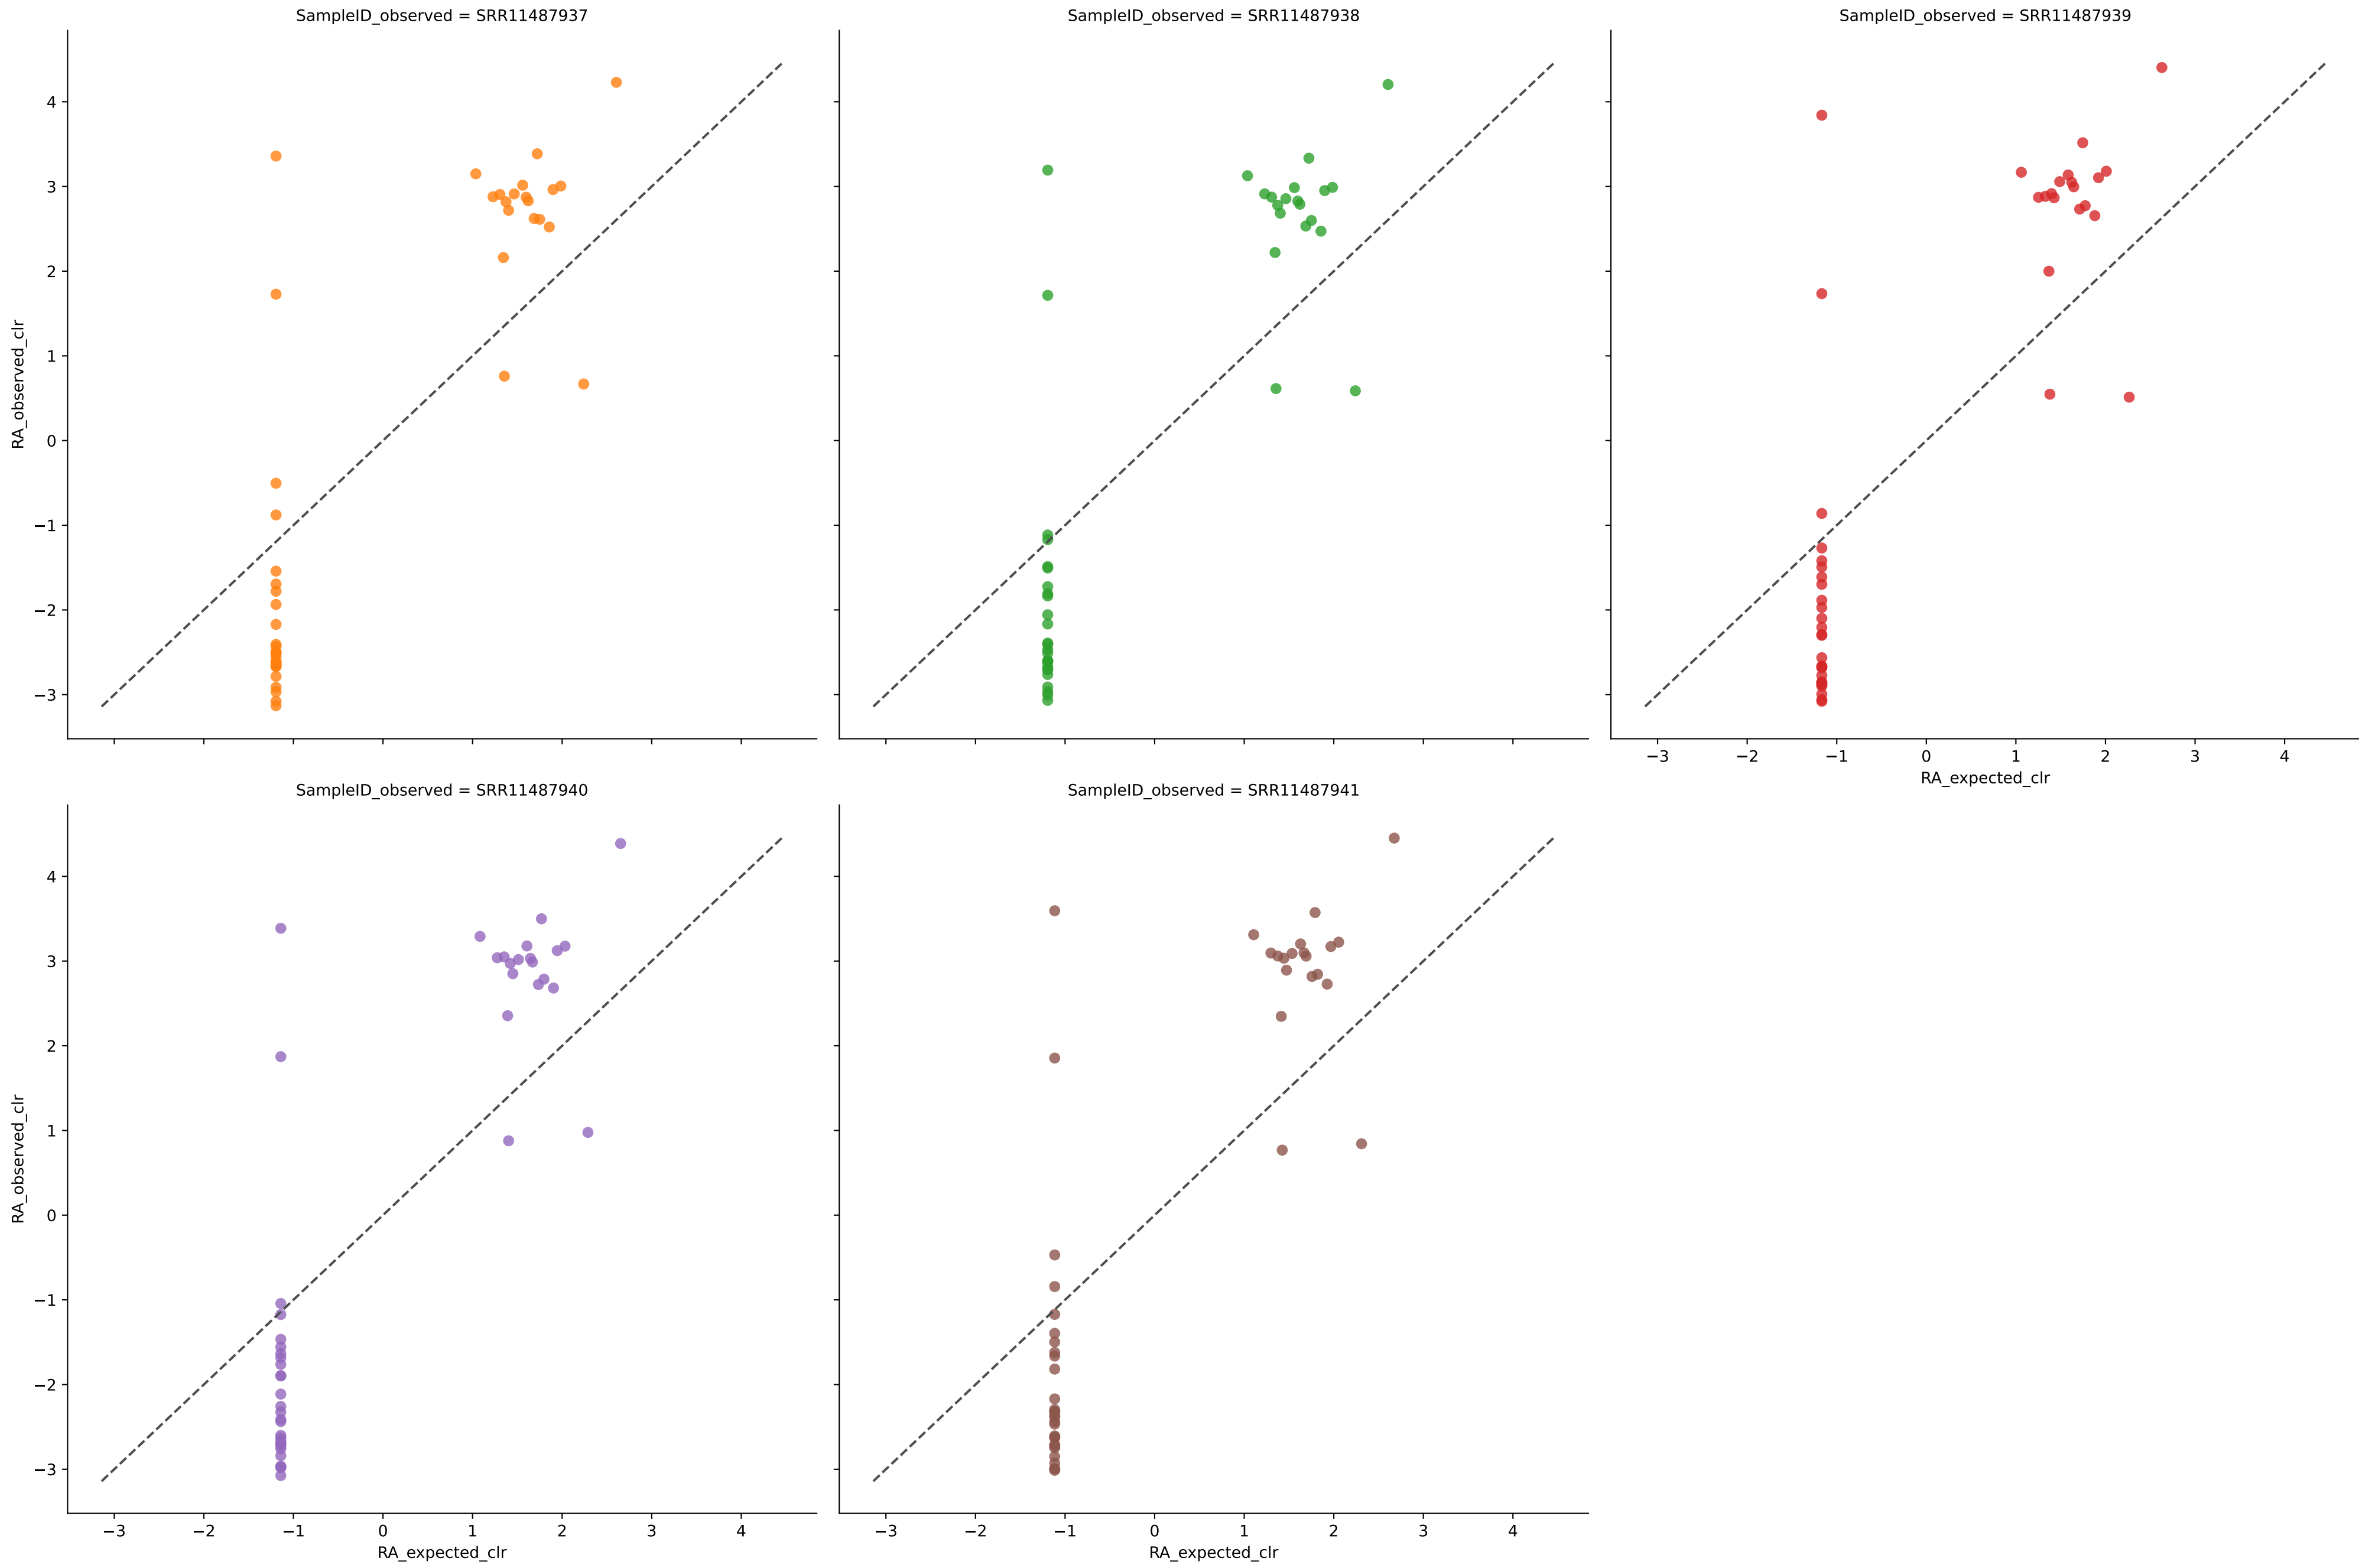 SampleID_observed = SRR11487937
SampleID_observed = SRR11487938
SampleID_observed = SRR11487939
RA_observed_clr
4
3
2
1
0
−1
−2
−3
−3 −2 −1 0 1 2 3 4
RA_expected_clr
SampleID_observed = SRR11487940
SampleID_observed = SRR11487941
RA_observed_clr
4
3
2
1
0
−1
−2
−3
−3 −2 −1 0 1 2 3 4
RA_expected_clr
−3 −2 −1 0 1 2 3 4
RA_expected_clr